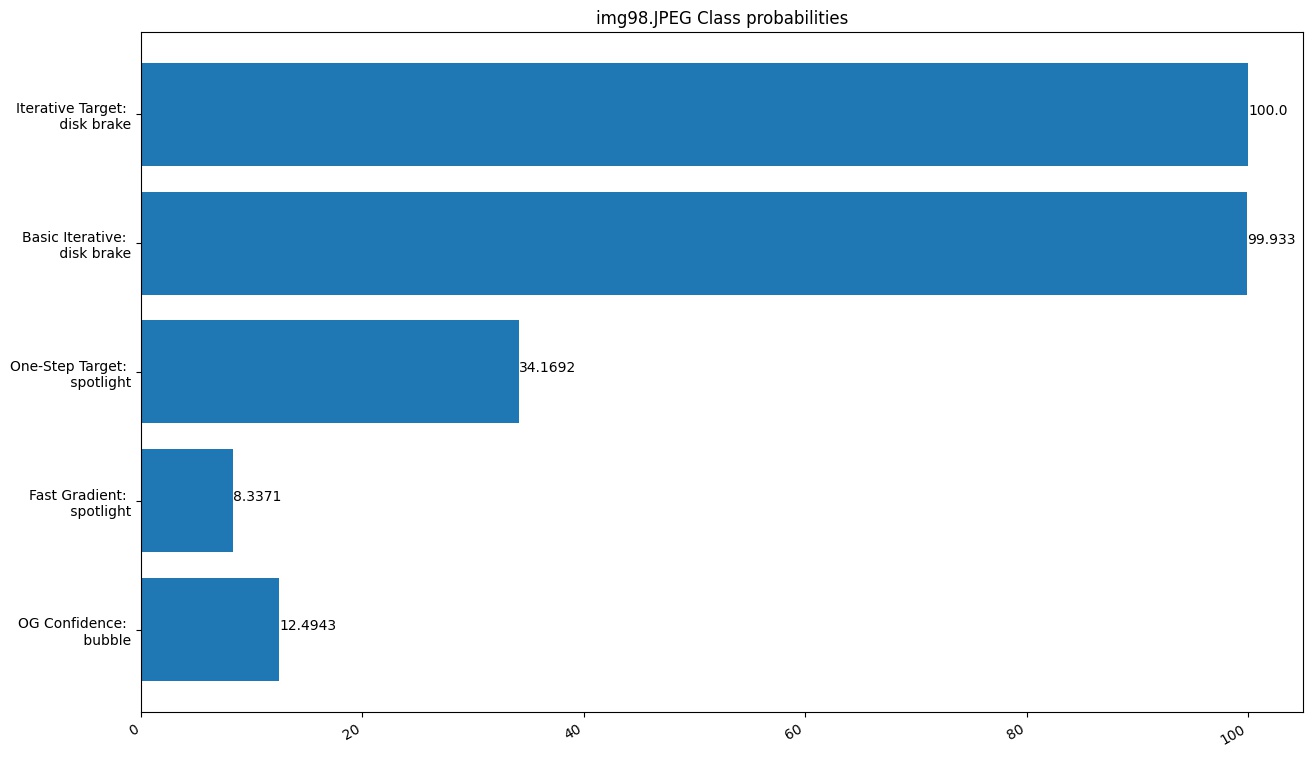 img98.JPEG Class probabilities
Iterative Target:
disk brake
100.0
Basic Iterative:
disk brake
99.933
One-Step Target:
spotlight
34.1692
Fast Gradient:
spotlight
8.3371
OG Confidence:
bubble
12.4943
0 20 40 60 80 100